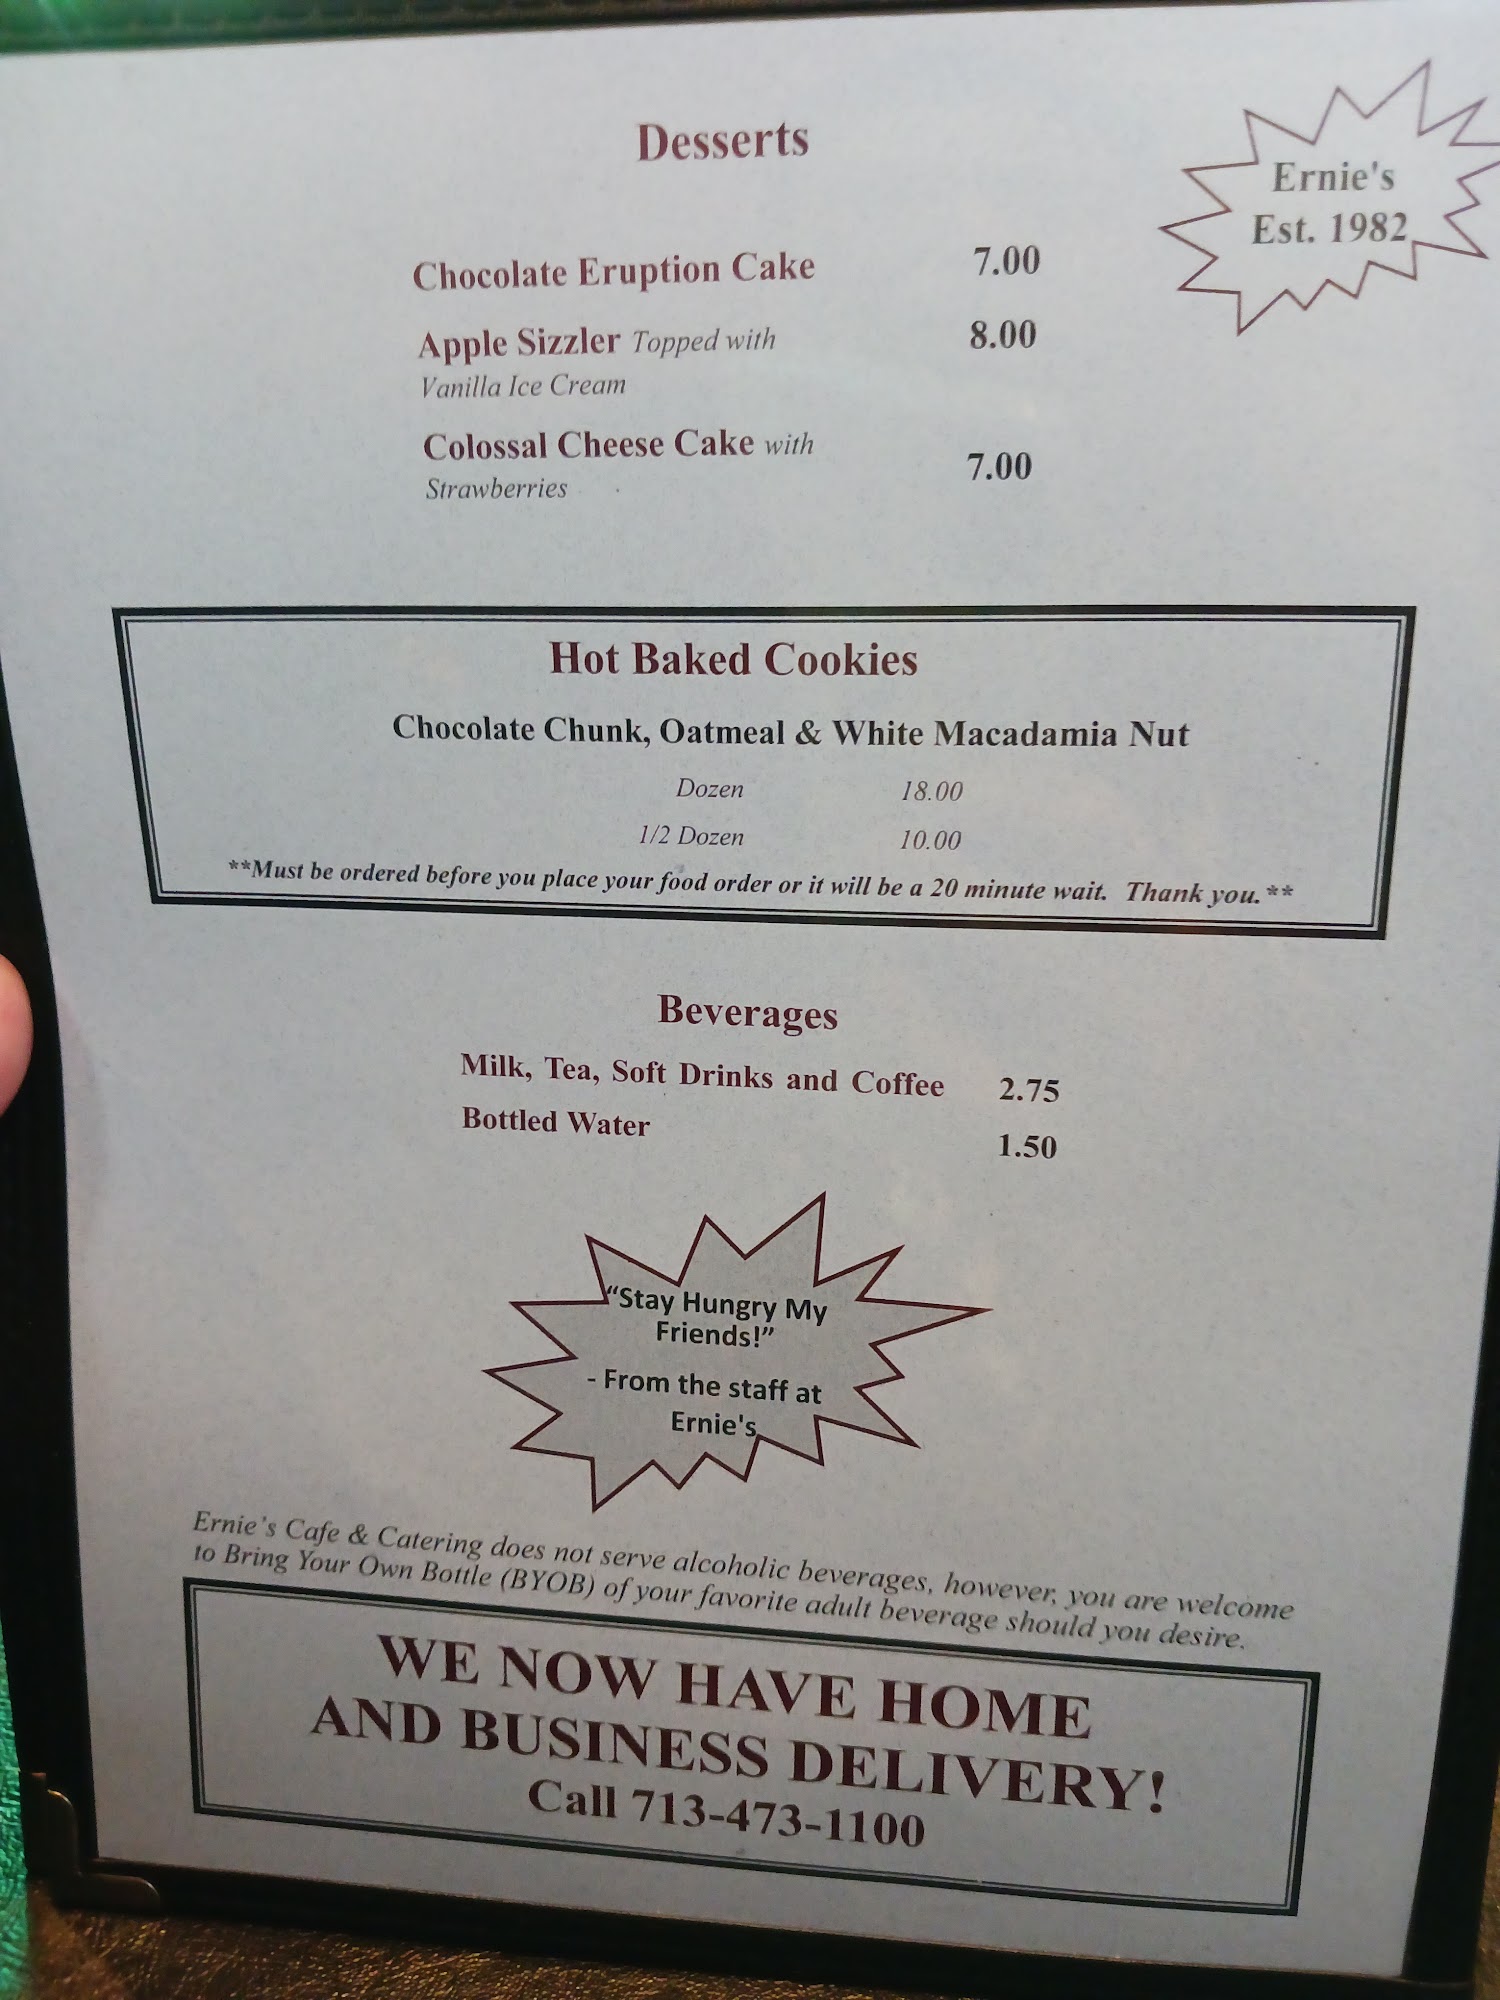 Desserts
Ernie's
Est. 1982
Chocolate Eruption Cake 7.00
Apple Sizzler Topped with 8.00
Vanilla Ice Cream
Colossal Cheese Cake with 7.00
Strawberries
Hot Baked Cookies
Chocolate Chunk, Oatmeal & White Macadamia Nut
Dozen 18.00
1/2 Dozen 10.00
**Must be ordered before you place your food order or it will be a 20 minute wait. Thank you.**
Beverages
Milk, Tea, Soft Drinks and Coffee 2.75
Bottled Water 1.50
“Stay Hungry My
Friends!”
- From the staff at
Ernie's
Ernie's Cafe & Catering does not serve alcoholic beverages, however, you are welcome
to Bring Your Own Bottle (BYOB) of your favorite adult beverage should you desire.
WE NOW HAVE HOME
AND BUSINESS DELIVERY!
Call 713-473-1100